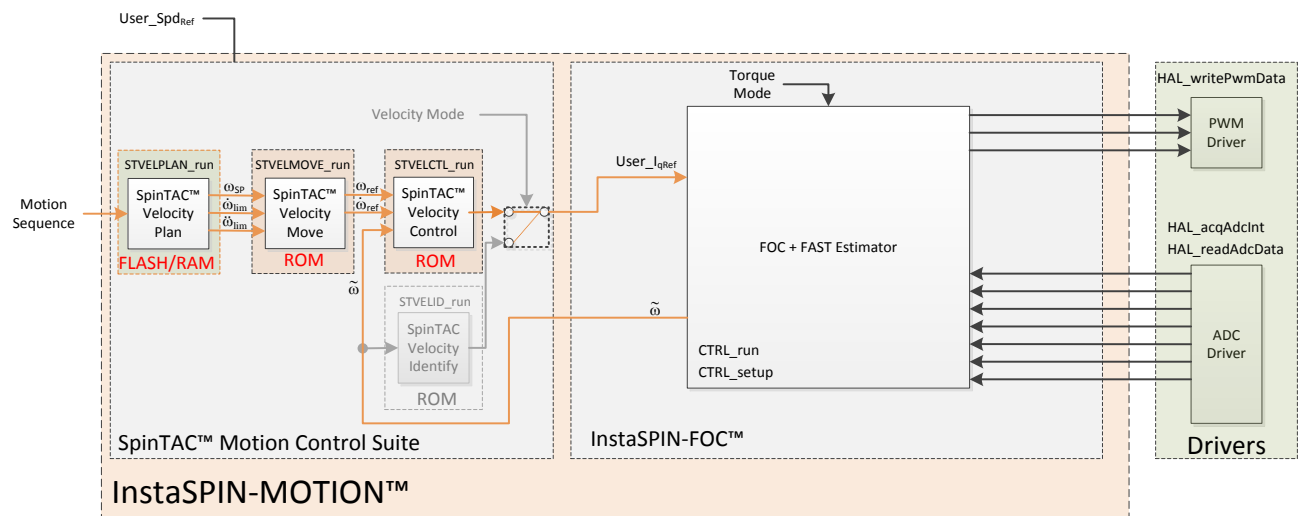 User_SpdRef
Torque
Mode
HAL_writePwmData
PWM
Driver
Velocity Mode
STVELPLAN_run
STVELMOVE_run
STVELCTL_run
User_IqRef
Motion
Sequence
SpinTAC™
Velocity
Plan
ωSP
ω̇lim
ω̈lim
SpinTAC™
Velocity
Move
ωref
ω̇ref
SpinTAC™
Velocity
Control
FLASH/RAM
ROM
ROM
FOC + FAST Estimator
HAL_acqAdcInt
HAL_readAdcData
ω̃
ω̃
STVELID_run
SpinTAC
Velocity
Identify
ROM
CTRL_run
CTRL_setup
ADC
Driver
SpinTAC™ Motion Control Suite
InstaSPIN-FOC™
Drivers
InstaSPIN-MOTION™